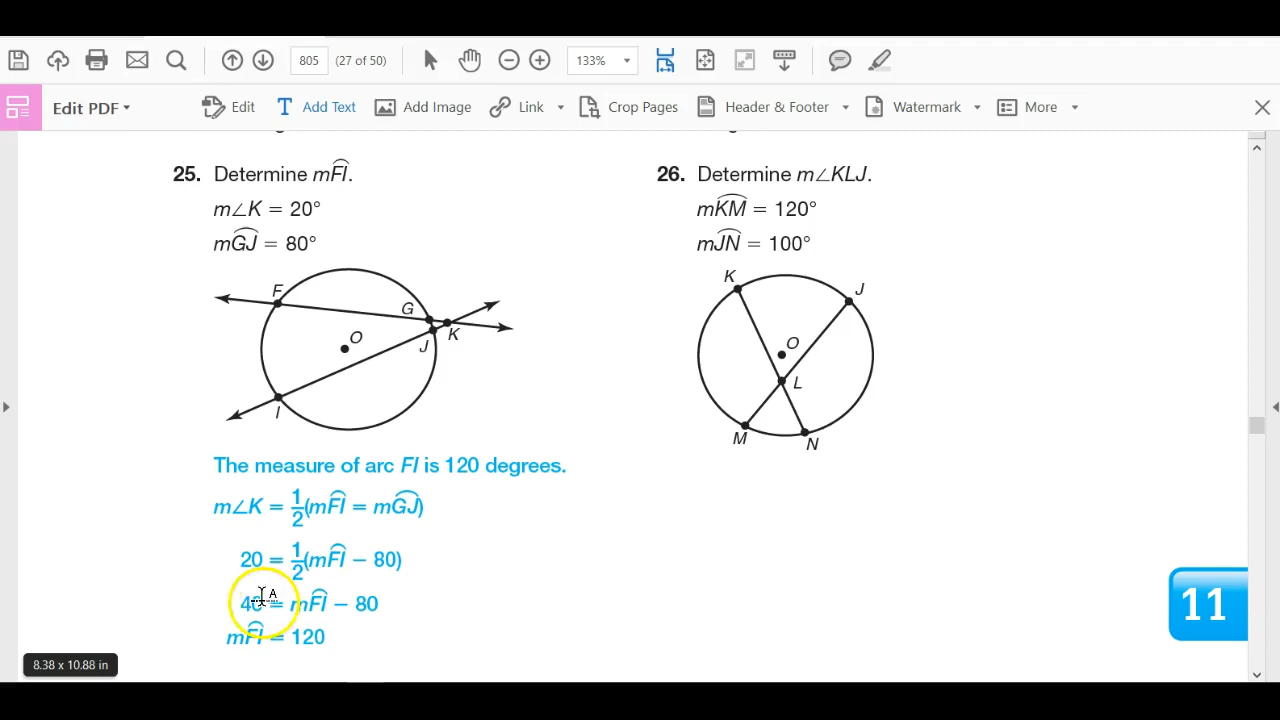 805 (27 of 50) 133%
Edit PDF Edit Add Text Add Image Link Crop Pages Header & Footer Watermark More
25. Determine mFI.
m∠K = 20°
mGJ = 80°
F
G
O
J
K
I
The measure of arc FI is 120 degrees.
m∠K = 1/2(mFI = mGJ)
20 = 1/2(mFI − 80)
40 = mFI − 80
mFI = 120
26. Determine m∠KLJ.
mKM = 120°
mJN = 100°
K
J
O
L
M
N
11
A
8.38 x 10.88 in